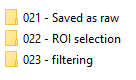 021 - Saved as raw
022 - ROI selection
023 - filtering